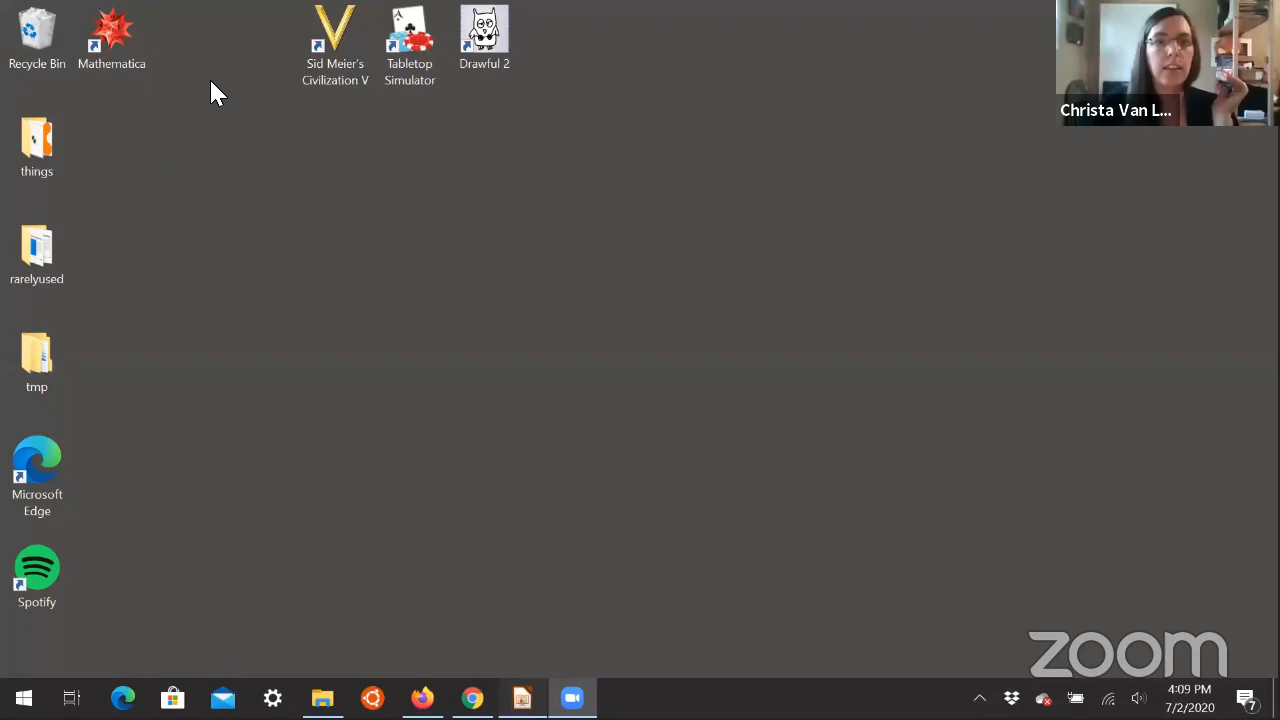 Recycle Bin
Mathematica
Sid Meier's
Civilization V
Tabletop
Simulator
Drawful 2
Christa Van L...
things
rarelyused
tmp
Microsoft
Edge
Spotify
zoom
4:09 PM
7/2/2020
7